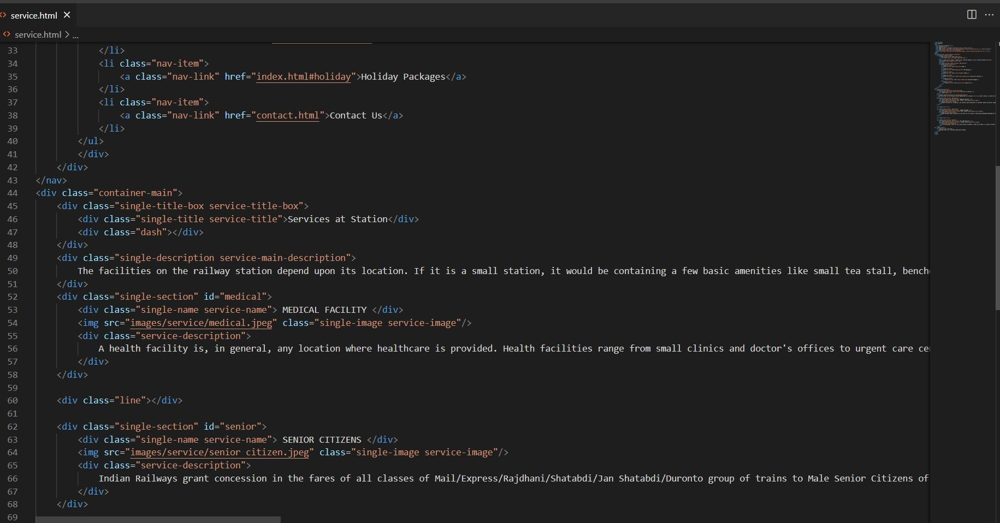 service.html
service.html > ...
33 </li>
34 <li class="nav-item">
35 <a class="nav-link" href="index.html#holiday">Holiday Packages</a>
36 </li>
37 <li class="nav-item">
38 <a class="nav-link" href="contact.html">Contact Us</a>
39 </li>
40 </ul>
41 </div>
42 </div>
43 </nav>
44 <div class="container-main">
45 <div class="single-title-box service-title-box">
46 <div class="single-title service-title">Services at Station</div>
47 <div class="dash"></div>
48 </div>
49 <div class="single-description service-main-description">
50 The facilities on the railway station depend upon its location. If it is a small station, it would be containing a few basic amenities like small tea stall,
51 </div>
52 <div class="single-section" id="medical">
53 <div class="single-name service-name"> MEDICAL FACILITY </div>
54 <img src="images/service/medical.jpeg" class="single-image service-image"/>
55 <div class="service-description">
56 A health facility is, in general, any location where healthcare is provided. Health facilities range from small clinics and doctor's offices to urgent care
57 </div>
58 </div>
59
60 <div class="line"></div>
61
62 <div class="single-section" id="senior">
63 <div class="single-name service-name"> SENIOR CITIZENS </div>
64 <img src="images/service/senior citizen.jpeg" class="single-image service-image"/>
65 <div class="service-description">
66 Indian Railways grant concession in the fares of all classes of Mail/Express/Rajdhani/Shatabdi/Jan Shatabdi/Duronto group of trains to Male Senior Citizens of
67 </div>
68 </div>
69